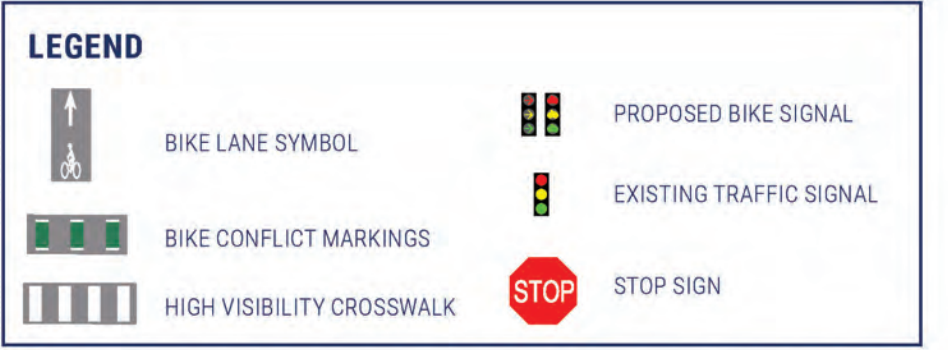 LEGEND
BIKE LANE SYMBOL
BIKE CONFLICT MARKINGS
HIGH VISIBILITY CROSSWALK
PROPOSED BIKE SIGNAL
EXISTING TRAFFIC SIGNAL
STOP
STOP SIGN